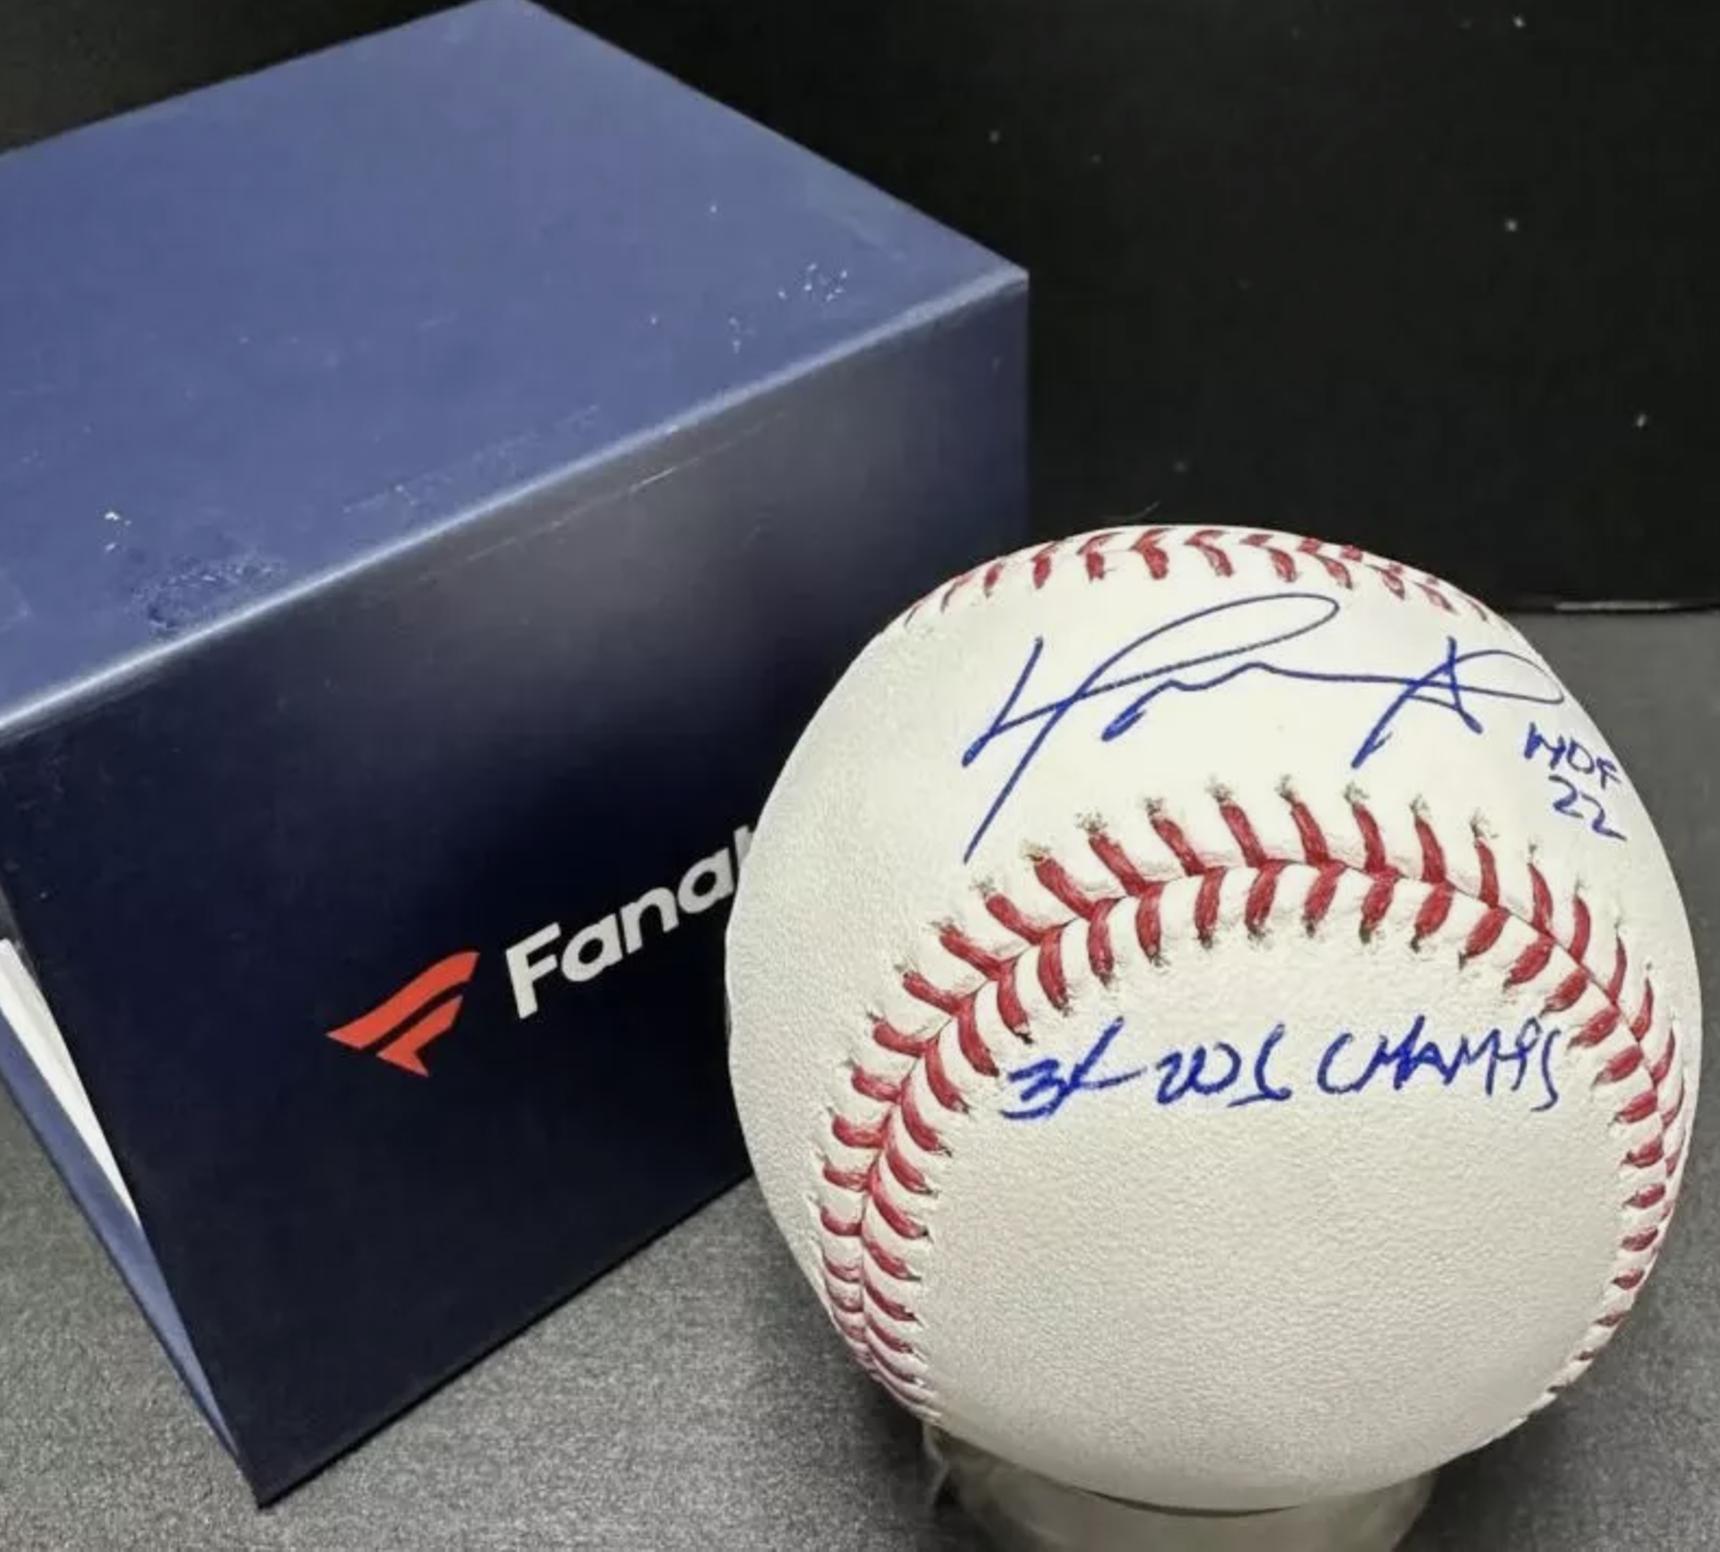 Fana
HOF
22
3X WS CHAMPS